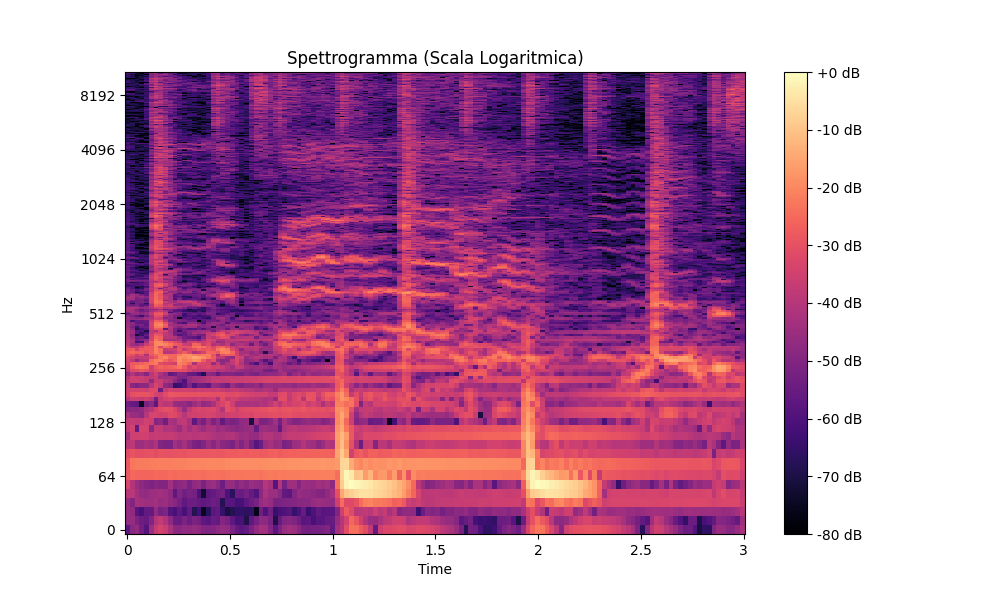 Spettrogramma (Scala Logaritmica)
8192
4096
2048
1024
512
256
128
64
0
Hz
0
0.5
1
1.5
2
2.5
3
Time
+0 dB
-10 dB
-20 dB
-30 dB
-40 dB
-50 dB
-60 dB
-70 dB
-80 dB